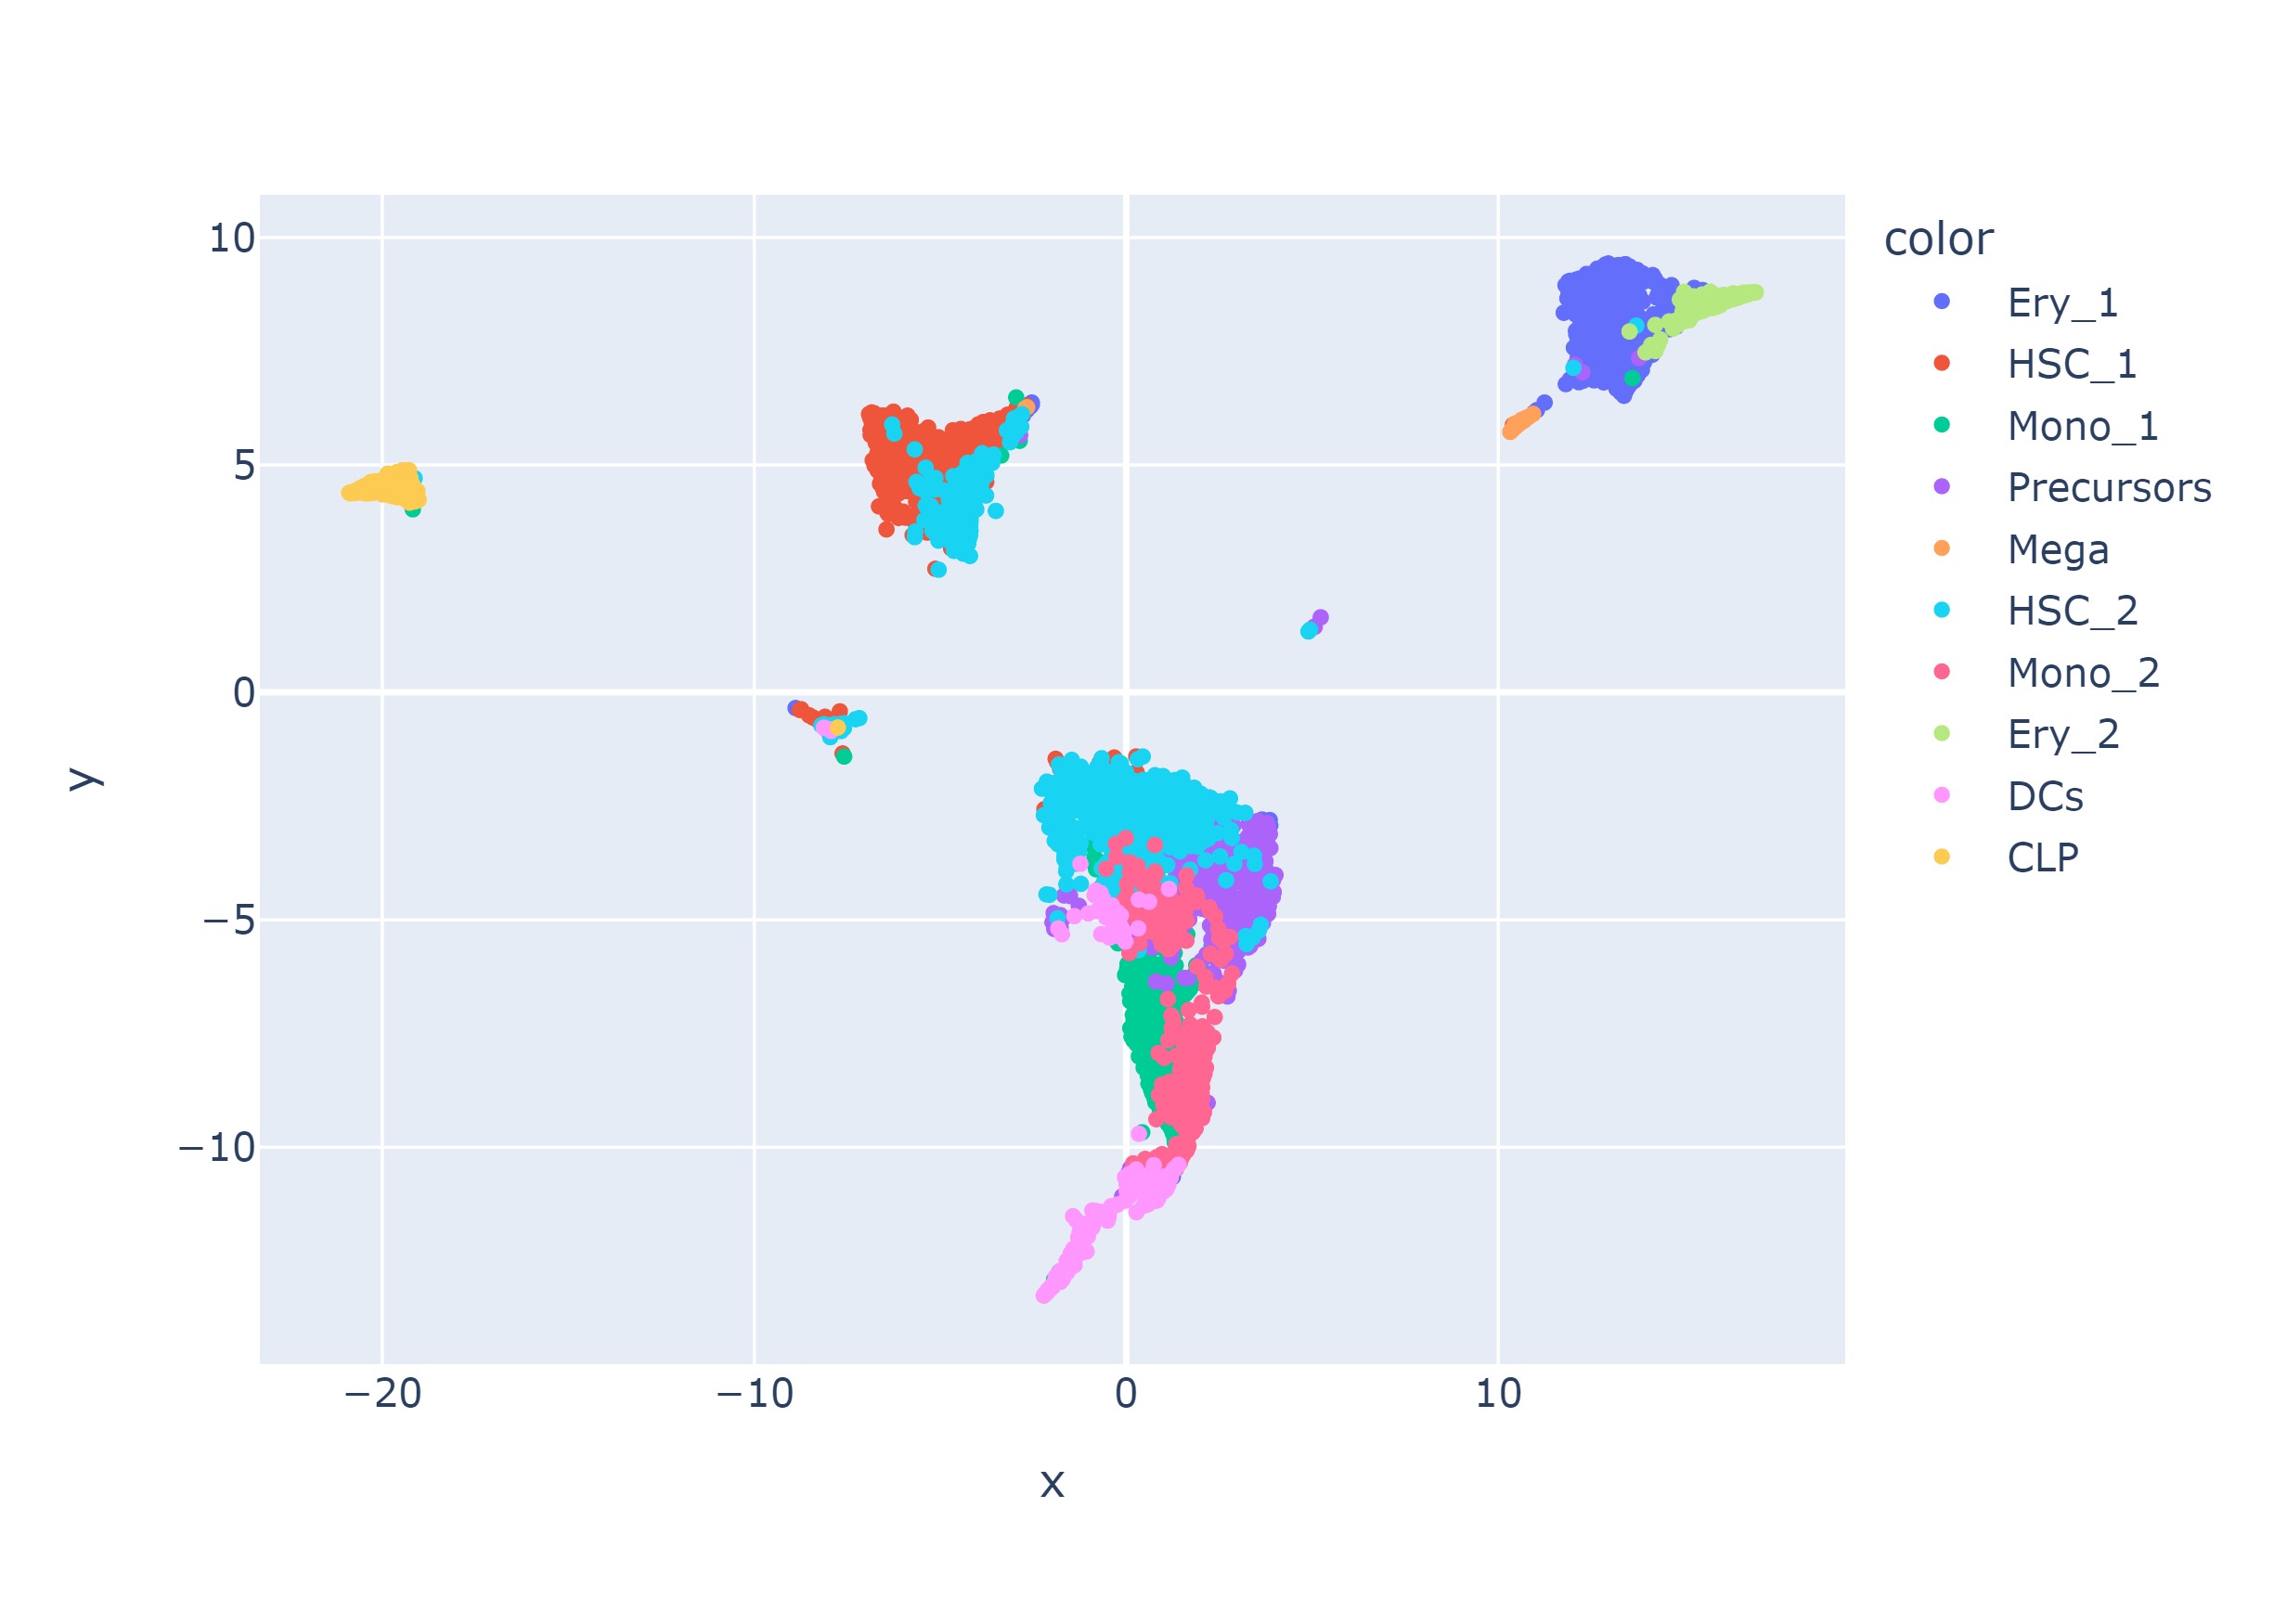 color
Ery_1
HSC_1
Mono_1
Precursors
Mega
HSC_2
Mono_2
Ery_2
DCs
CLP
10
5
0
−5
−10
y
−20
−10
0
10
x